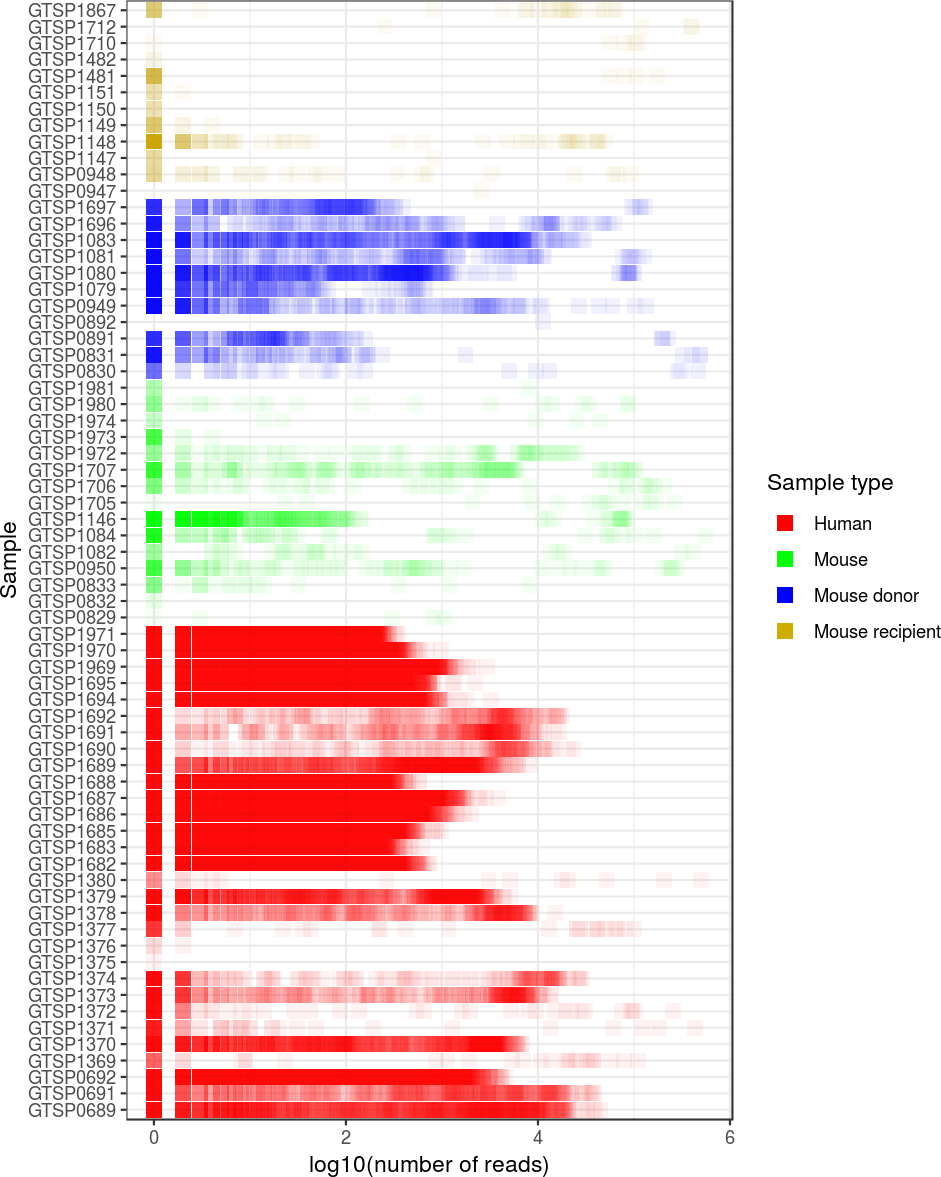 GTSP1867
GTSP1712
GTSP1710
GTSP1482
GTSP1481
GTSP1151
GTSP1150
GTSP1149
GTSP1148
GTSP1147
GTSP0948
GTSP0947
GTSP1697
GTSP1696
GTSP1083
GTSP1081
GTSP1080
GTSP1079
GTSP0949
GTSP0892
GTSP0891
GTSP0831
GTSP0830
GTSP1981
GTSP1980
GTSP1974
GTSP1973
GTSP1972
GTSP1707
GTSP1706
GTSP1705
GTSP1146
GTSP1084
GTSP1082
GTSP0950
GTSP0833
GTSP0832
GTSP0829
GTSP1971
GTSP1970
GTSP1969
GTSP1695
GTSP1694
GTSP1692
GTSP1691
GTSP1690
GTSP1689
GTSP1688
GTSP1687
GTSP1686
GTSP1685
GTSP1683
GTSP1682
GTSP1380
GTSP1379
GTSP1378
GTSP1377
GTSP1376
GTSP1375
GTSP1374
GTSP1373
GTSP1372
GTSP1371
GTSP1370
GTSP1369
GTSP0692
GTSP0691
GTSP0689
Sample
0 2 4 6
log10(number of reads)
Sample type
Human
Mouse
Mouse donor
Mouse recipient